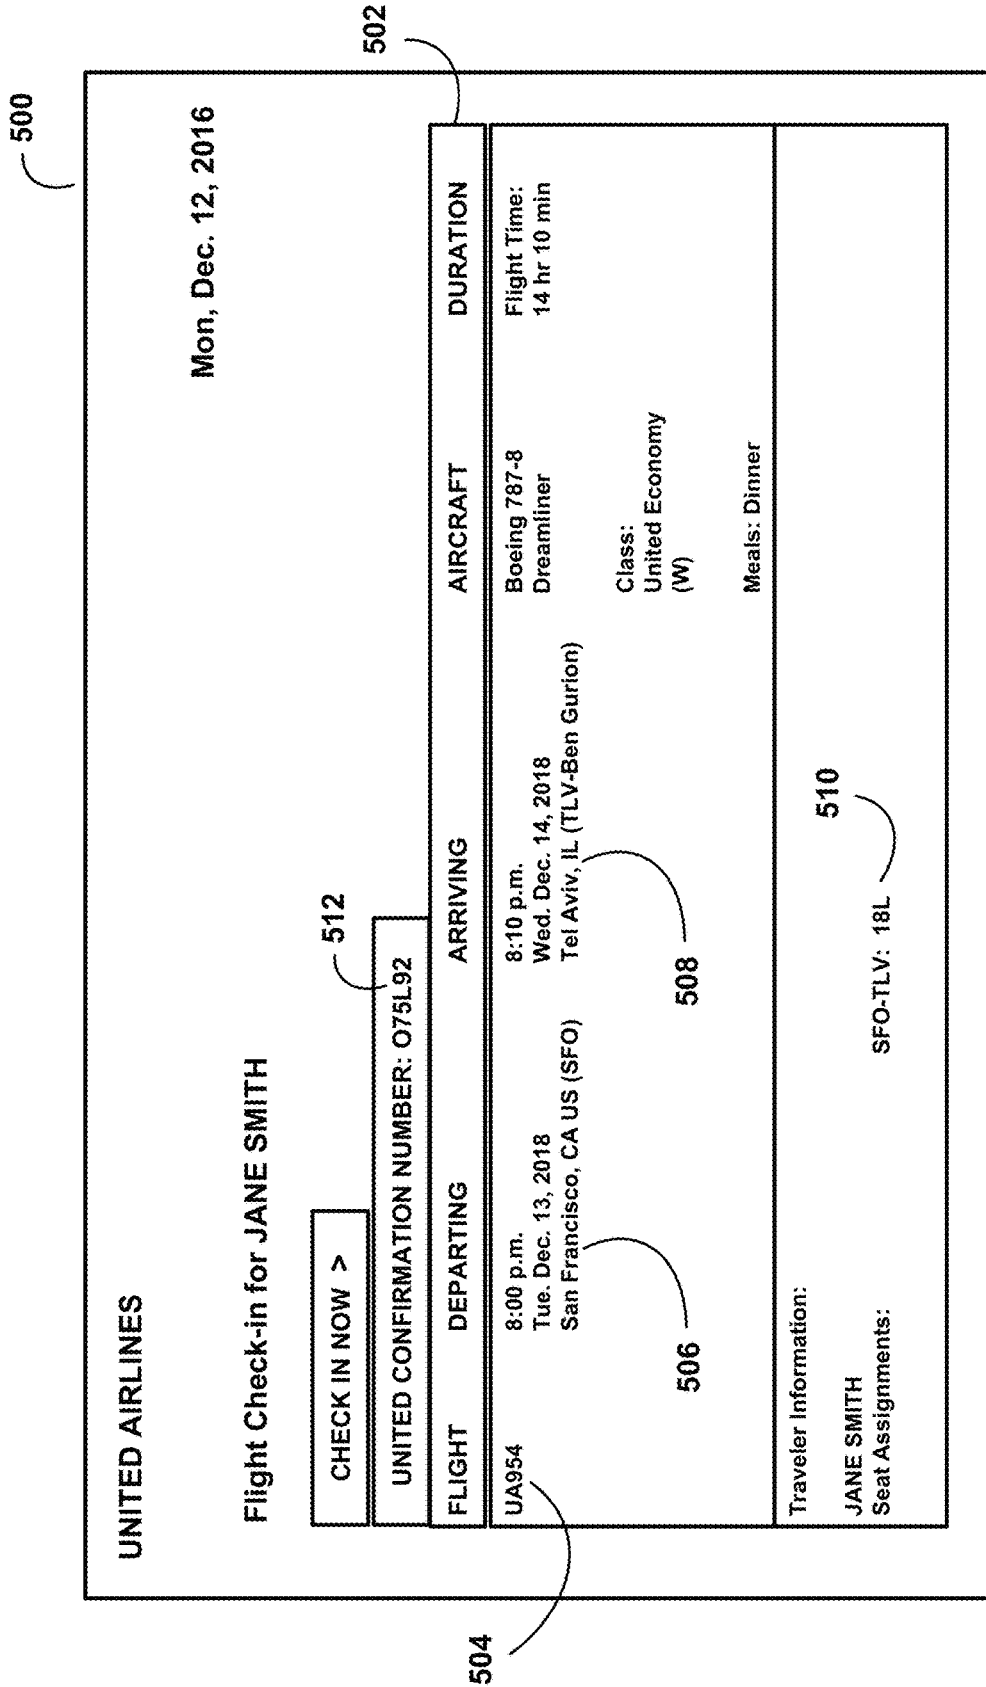 500
UNITED AIRLINES
Mon, Dec. 12, 2016
Flight Check-in for JANE SMITH
CHECK IN NOW >
512
UNITED CONFIRMATION NUMBER: O75L92
502
FLIGHT DEPARTING ARRIVING AIRCRAFT DURATION
UA954
8:00 p.m.
Tue. Dec. 13, 2018
San Francisco, CA US (SFO)
8:10 p.m.
Wed. Dec. 14, 2018
Tel Aviv, IL (TLV-Ben Gurion)
Boeing 787-8
Dreamliner
Class:
United Economy
(W)
Meals: Dinner
Flight Time:
14 hr 10 min
504
506
508
Traveler Information:
JANE SMITH
Seat Assignments:
SFO-TLV: 18L
510